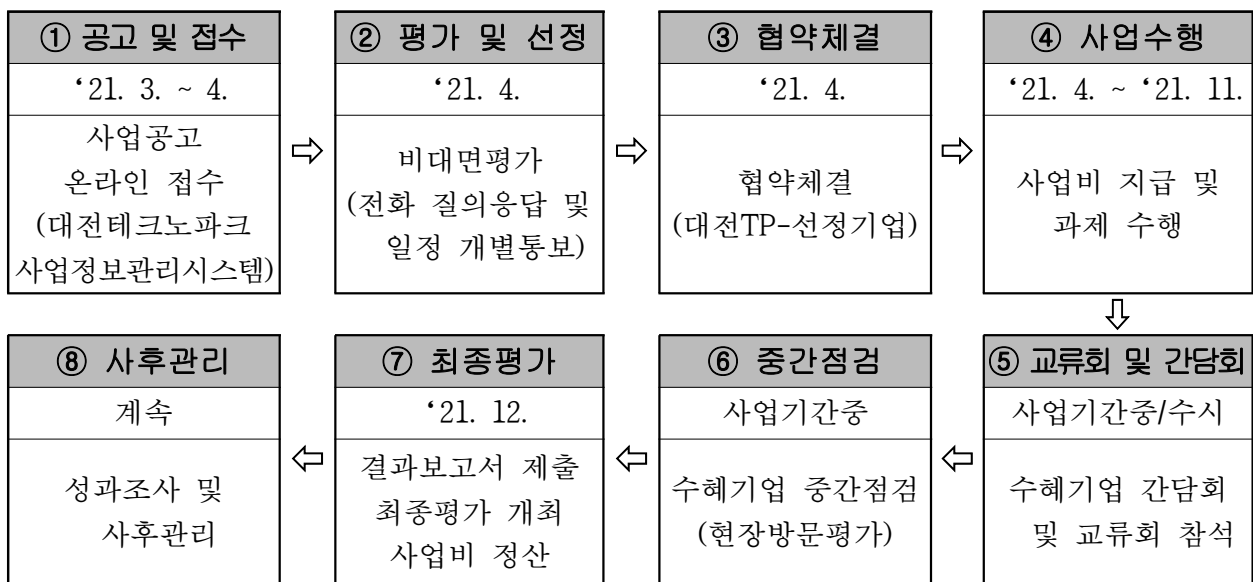 ① 공고 및 접수
‘21. 3. ~ 4.
사업공고
온라인 접수
(대전테크노파크
사업정보관리시스템)
② 평가 및 선정
‘21. 4.
비대면평가
(전화 질의응답 및
일정 개별통보)
③ 협약체결
‘21. 4.
협약체결
(대전TP-선정기업)
④ 사업수행
‘21. 4. ~ ‘21. 11.
사업비 지급 및
과제 수행
⑤ 교류회 및 간담회
사업기간중/수시
수혜기업 간담회
및 교류회 참석
⑥ 중간점검
사업기간중
수혜기업 중간점검
(현장방문평가)
⑦ 최종평가
‘21. 12.
결과보고서 제출
최종평가 개최
사업비 정산
⑧ 사후관리
계속
성과조사 및
사후관리